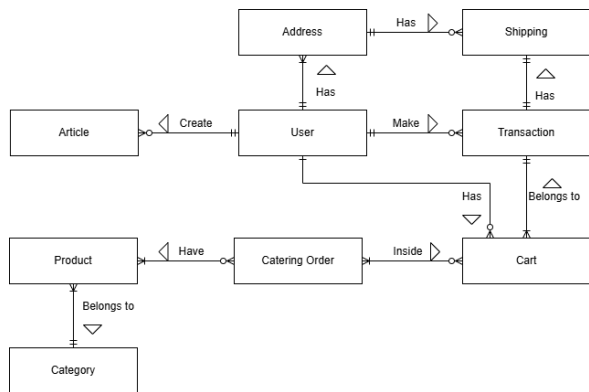 Address
Has
Shipping
Has
Has
Article
Create
User
Make
Transaction
Has
Belongs to
Product
Have
Catering Order
Inside
Cart
Belongs to
Category